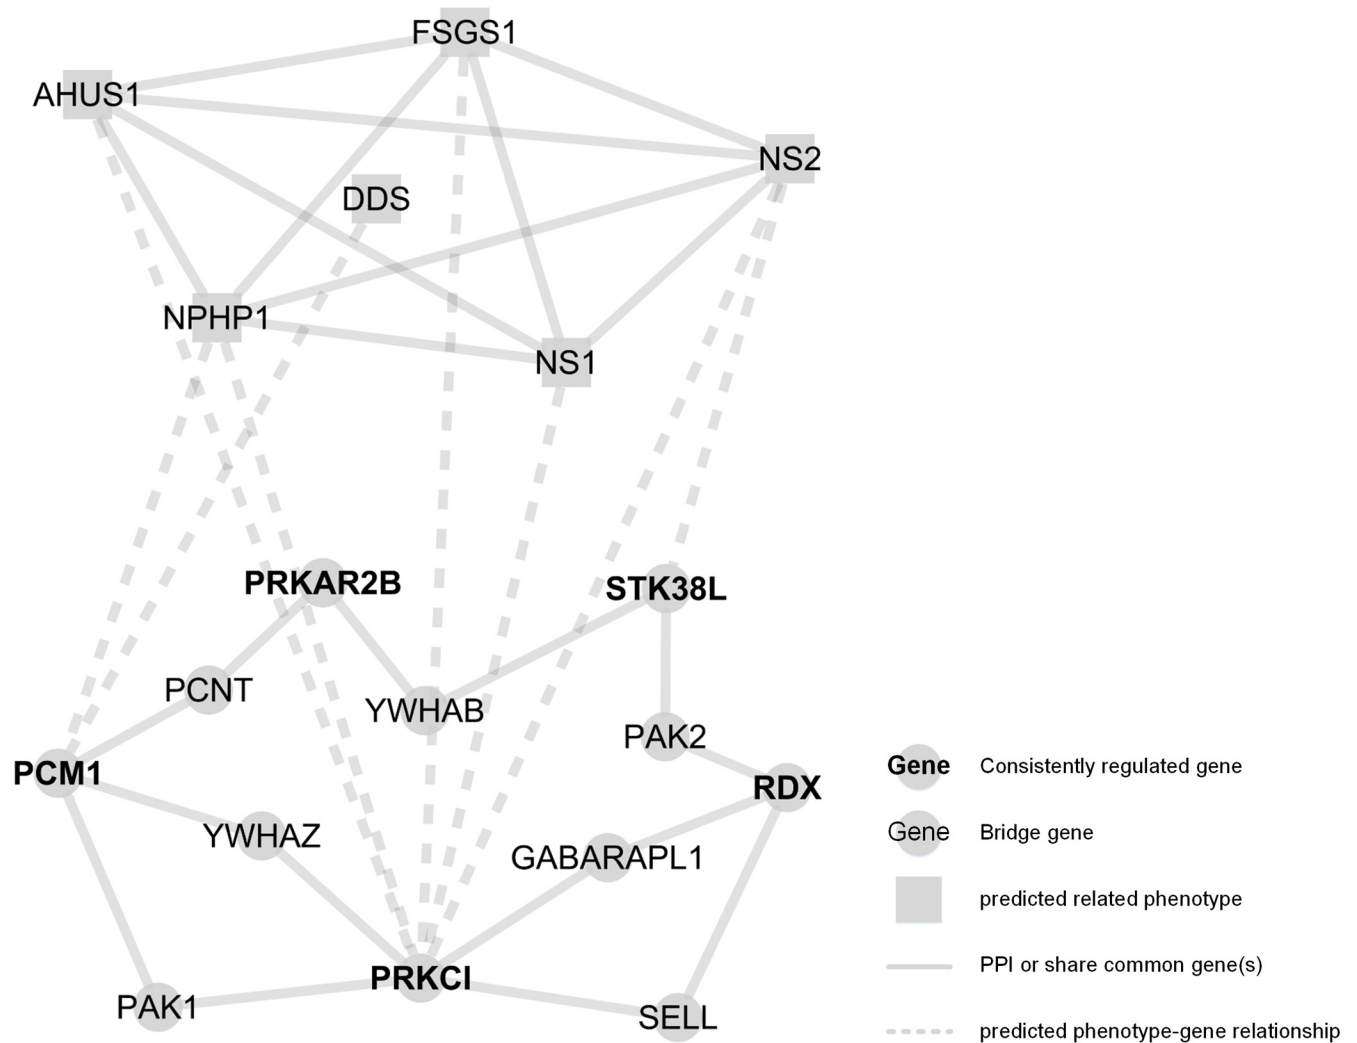 FSGS1
AHUS1
NS2
DDS
NPHP1
NS1
PRKAR2B
STK38L
PCNT
YWHAB
PAK2
PCM1
RDX
YWHAZ
GABARAPL1
PRKCI
PAK1
SELL
Gene Consistently regulated gene
Gene Bridge gene
predicted related phenotype
PPI or share common gene(s)
predicted phenotype-gene relationship